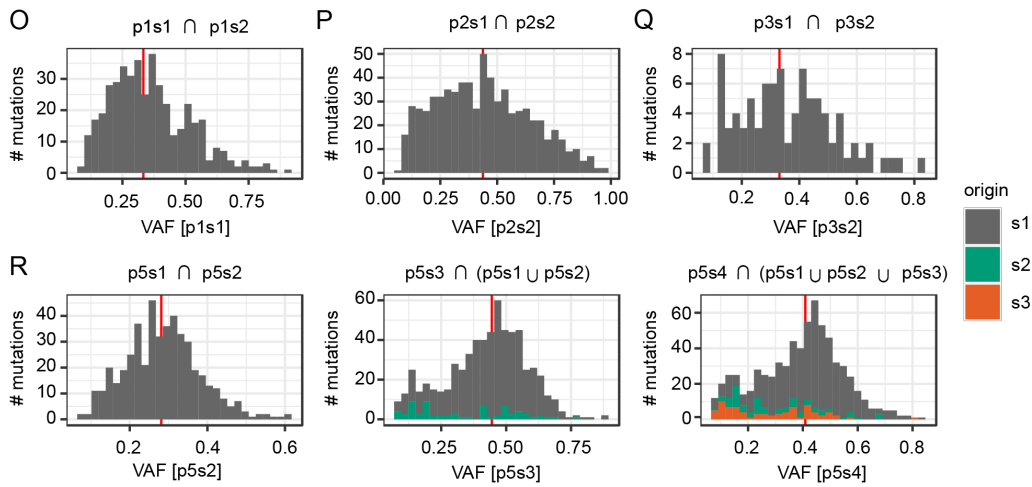 O
p1s1 ∩ p1s2
# mutations
30
20
10
0
0.25
0.50
0.75
VAF [p1s1]
P
p2s1 ∩ p2s2
# mutations
50
40
30
20
10
0
0.00
0.25
0.50
0.75
1.00
VAF [p2s2]
Q
p3s1 ∩ p3s2
# mutations
8
6
4
2
0
0.2
0.4
0.6
0.8
VAF [p3s2]
R
p5s1 ∩ p5s2
# mutations
40
30
20
10
0
0.2
0.4
0.6
VAF [p5s2]
p5s3 ∩ (p5s1 ∪ p5s2)
# mutations
60
40
20
0
0.25
0.50
0.75
VAF [p5s3]
p5s4 ∩ (p5s1 ∪ p5s2 ∪ p5s3)
# mutations
60
40
20
0
0.2
0.4
0.6
0.8
VAF [p5s4]
origin
s1
s2
s3